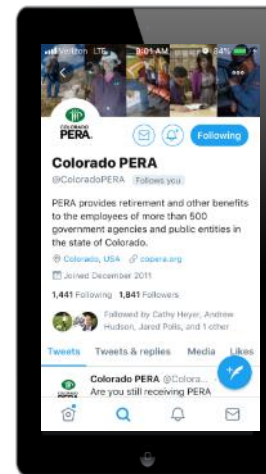 Verizon LTE 8:01 AM 84%
COLORADO
PERA
Following
Colorado PERA
@ColoradoPERA Follows you
PERA provides retirement and other benefits
to the employees of more than 500
government agencies and public entities in
the state of Colorado.
Colorado, USA copera.org
Joined December 2011
1,441 Following 1,841 Followers
Followed by Cathy Heyer, Andrew
Hudson, Jared Polis, and 1 other
Tweets Tweets & replies Media Likes
Colorado PERA @Colora...
Are you still receiving PERA